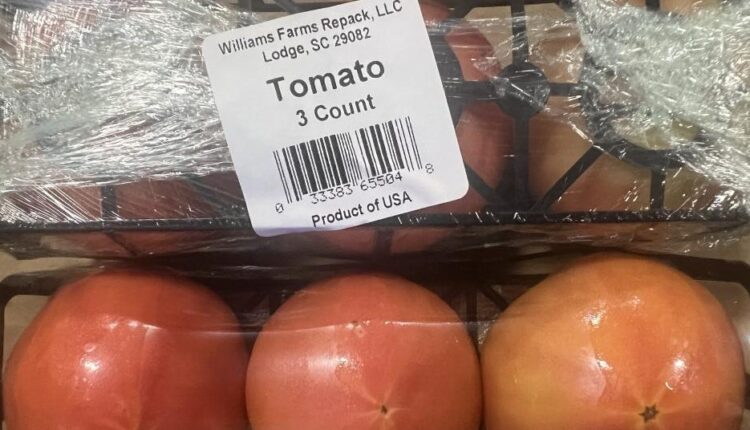 Williams Farms Repack, LLC
Lodge, SC 29082
Tomato
3 Count
0 33383 65504 8
Product of USA